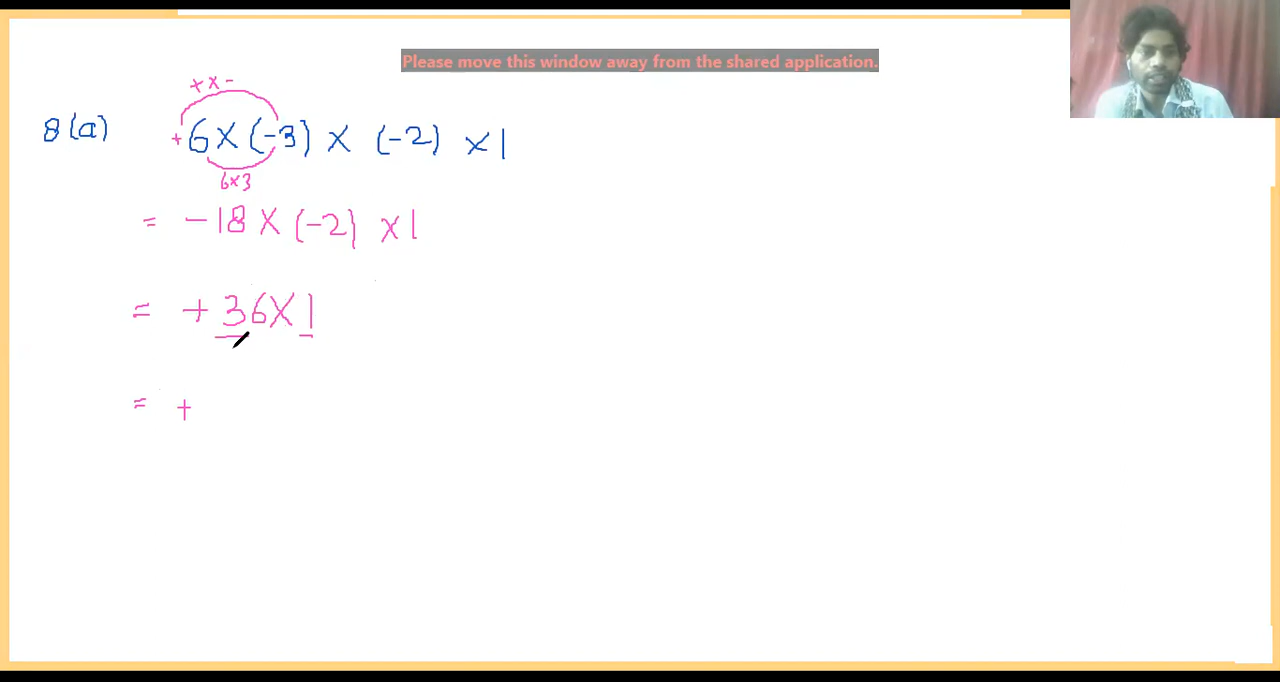 Please move this window away from the shared application.
+ x -
8(a) +6 x (-3) x (-2) x 1
6x3
= -18 x (-2) x 1
= + 36 x 1
= +